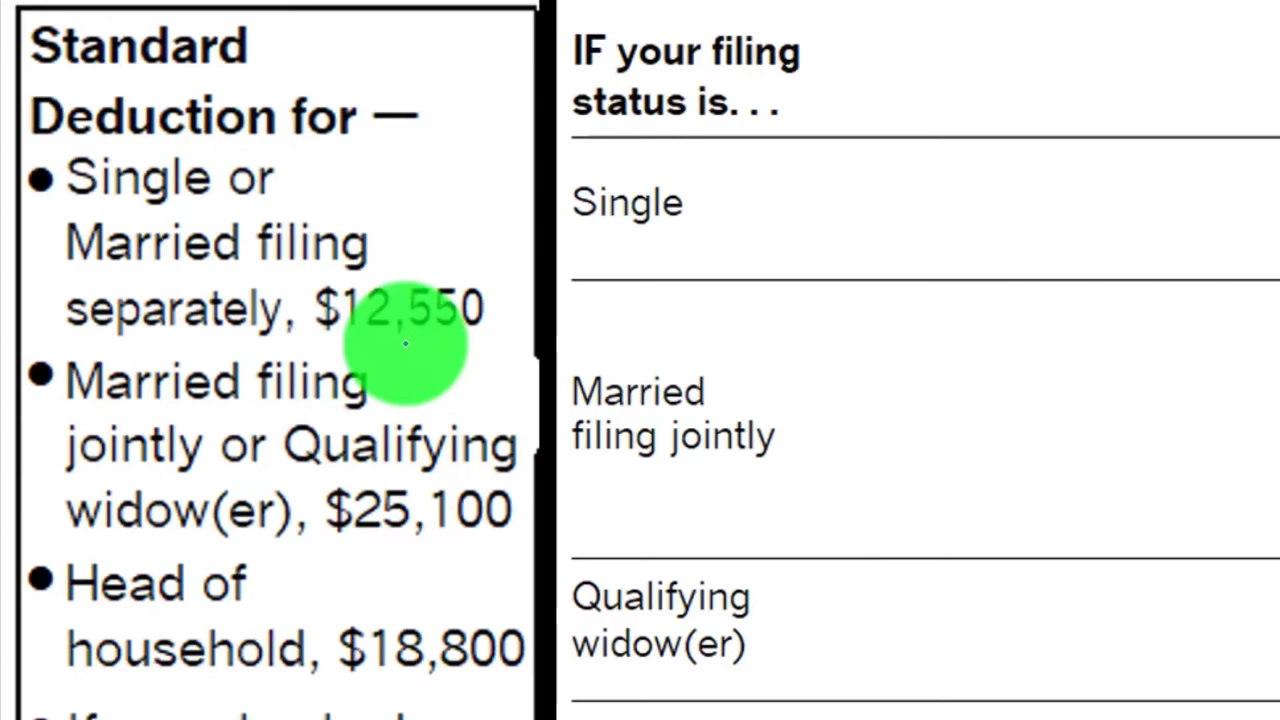 Standard
Deduction for —
● Single or
Married filing
separately, $12,550
● Married filing
jointly or Qualifying
widow(er), $25,100
● Head of
household, $18,800
IF your filing
status is. . .
Single
Married
filing jointly
Qualifying
widow(er)